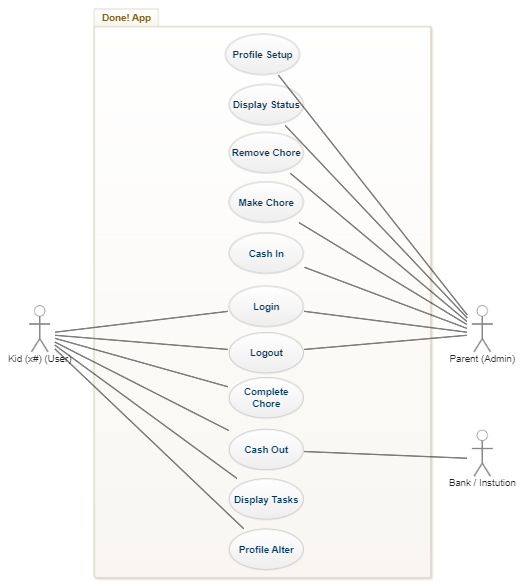 Done! App
Profile Setup
Display Status
Remove Chore
Make Chore
Cash In
Login
Kid (x#) (User)
Parent (Admin)
Logout
Complete
Chore
Cash Out
Bank / Instution
Display Tasks
Profile Alter